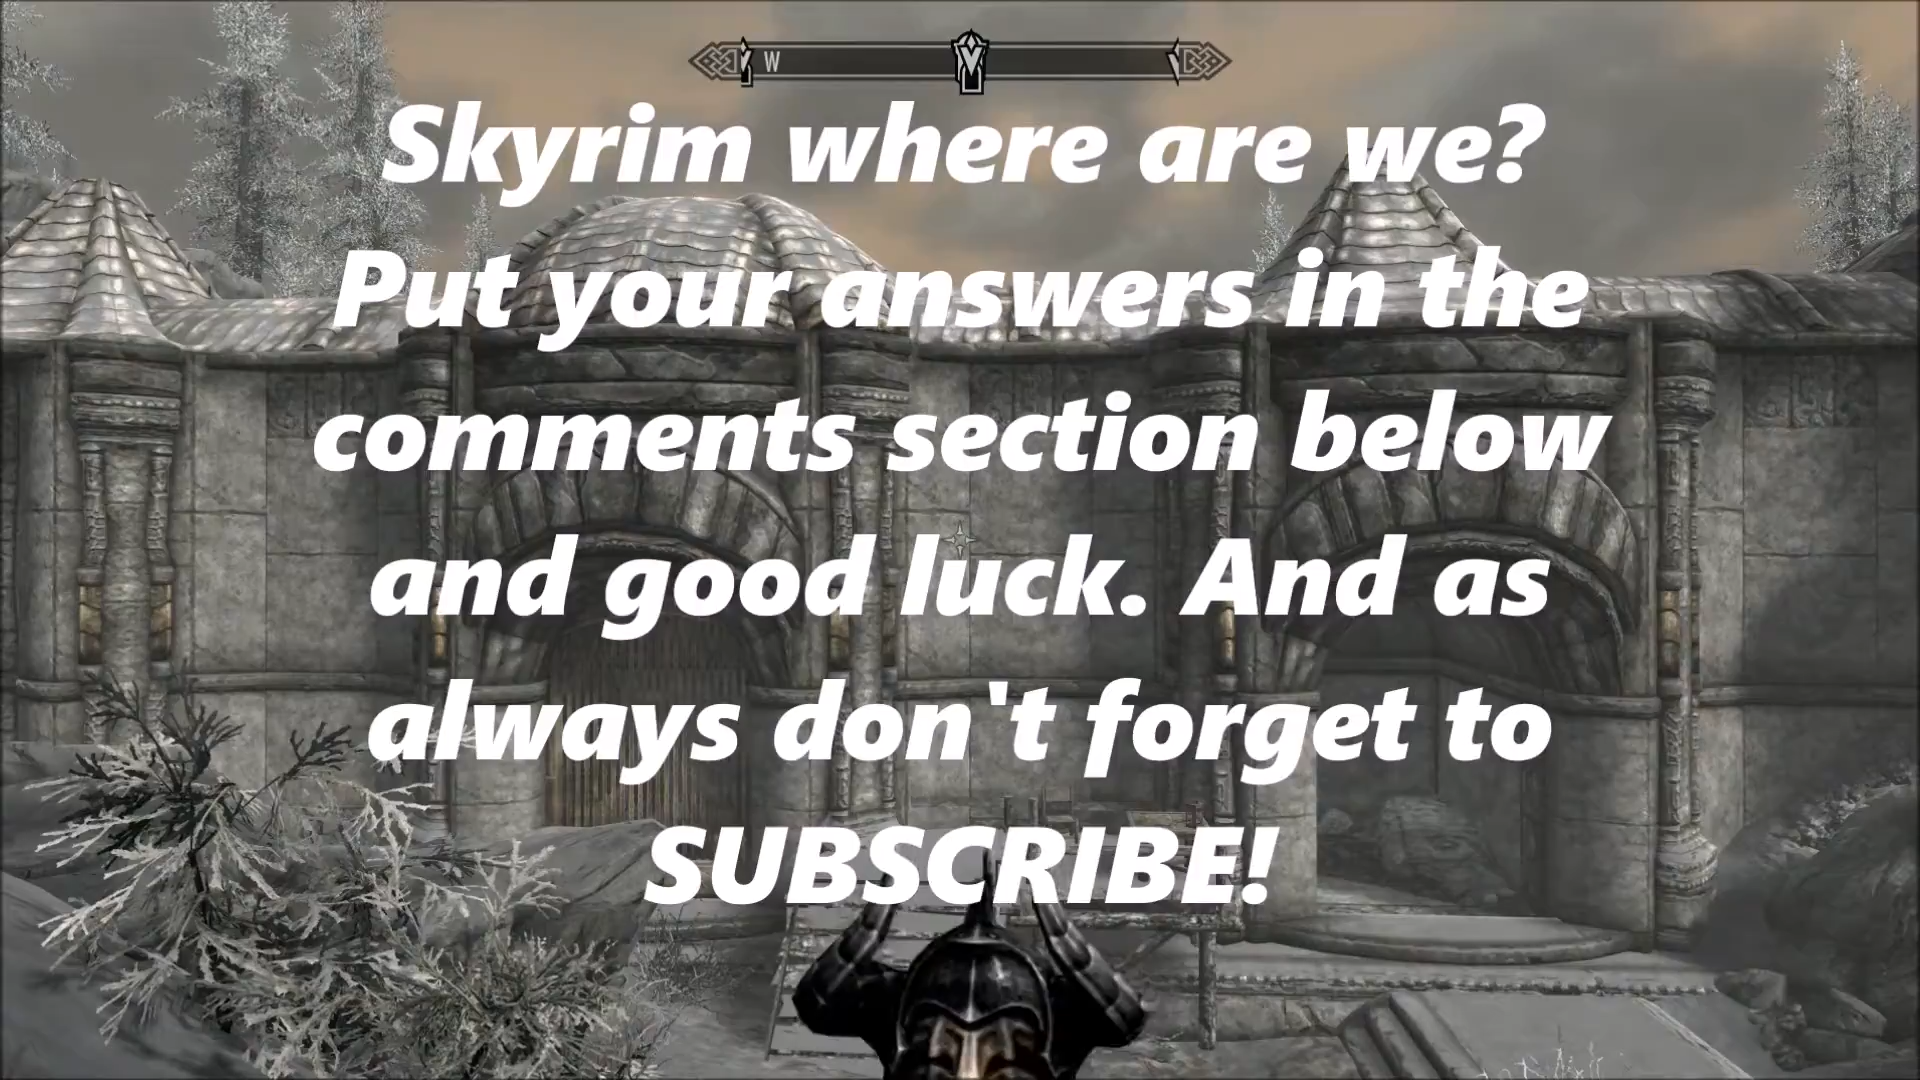 W
Skyrim where are we?
Put your answers in the
comments section below
and good luck. And as
always don't forget to
SUBSCRIBE!